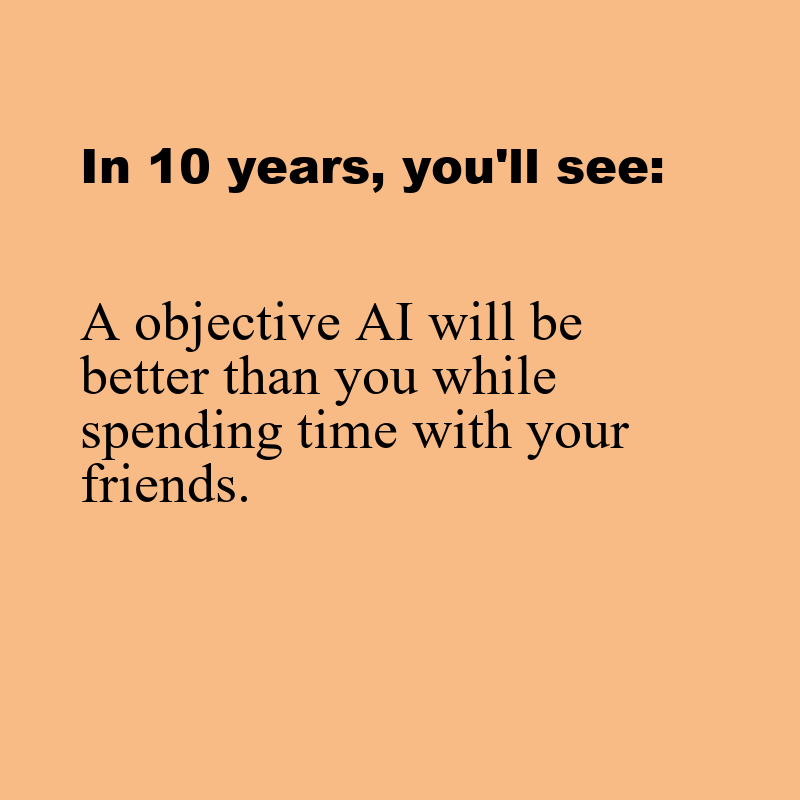 In 10 years, you'll see:
A objective AI will be
better than you while
spending time with your
friends.